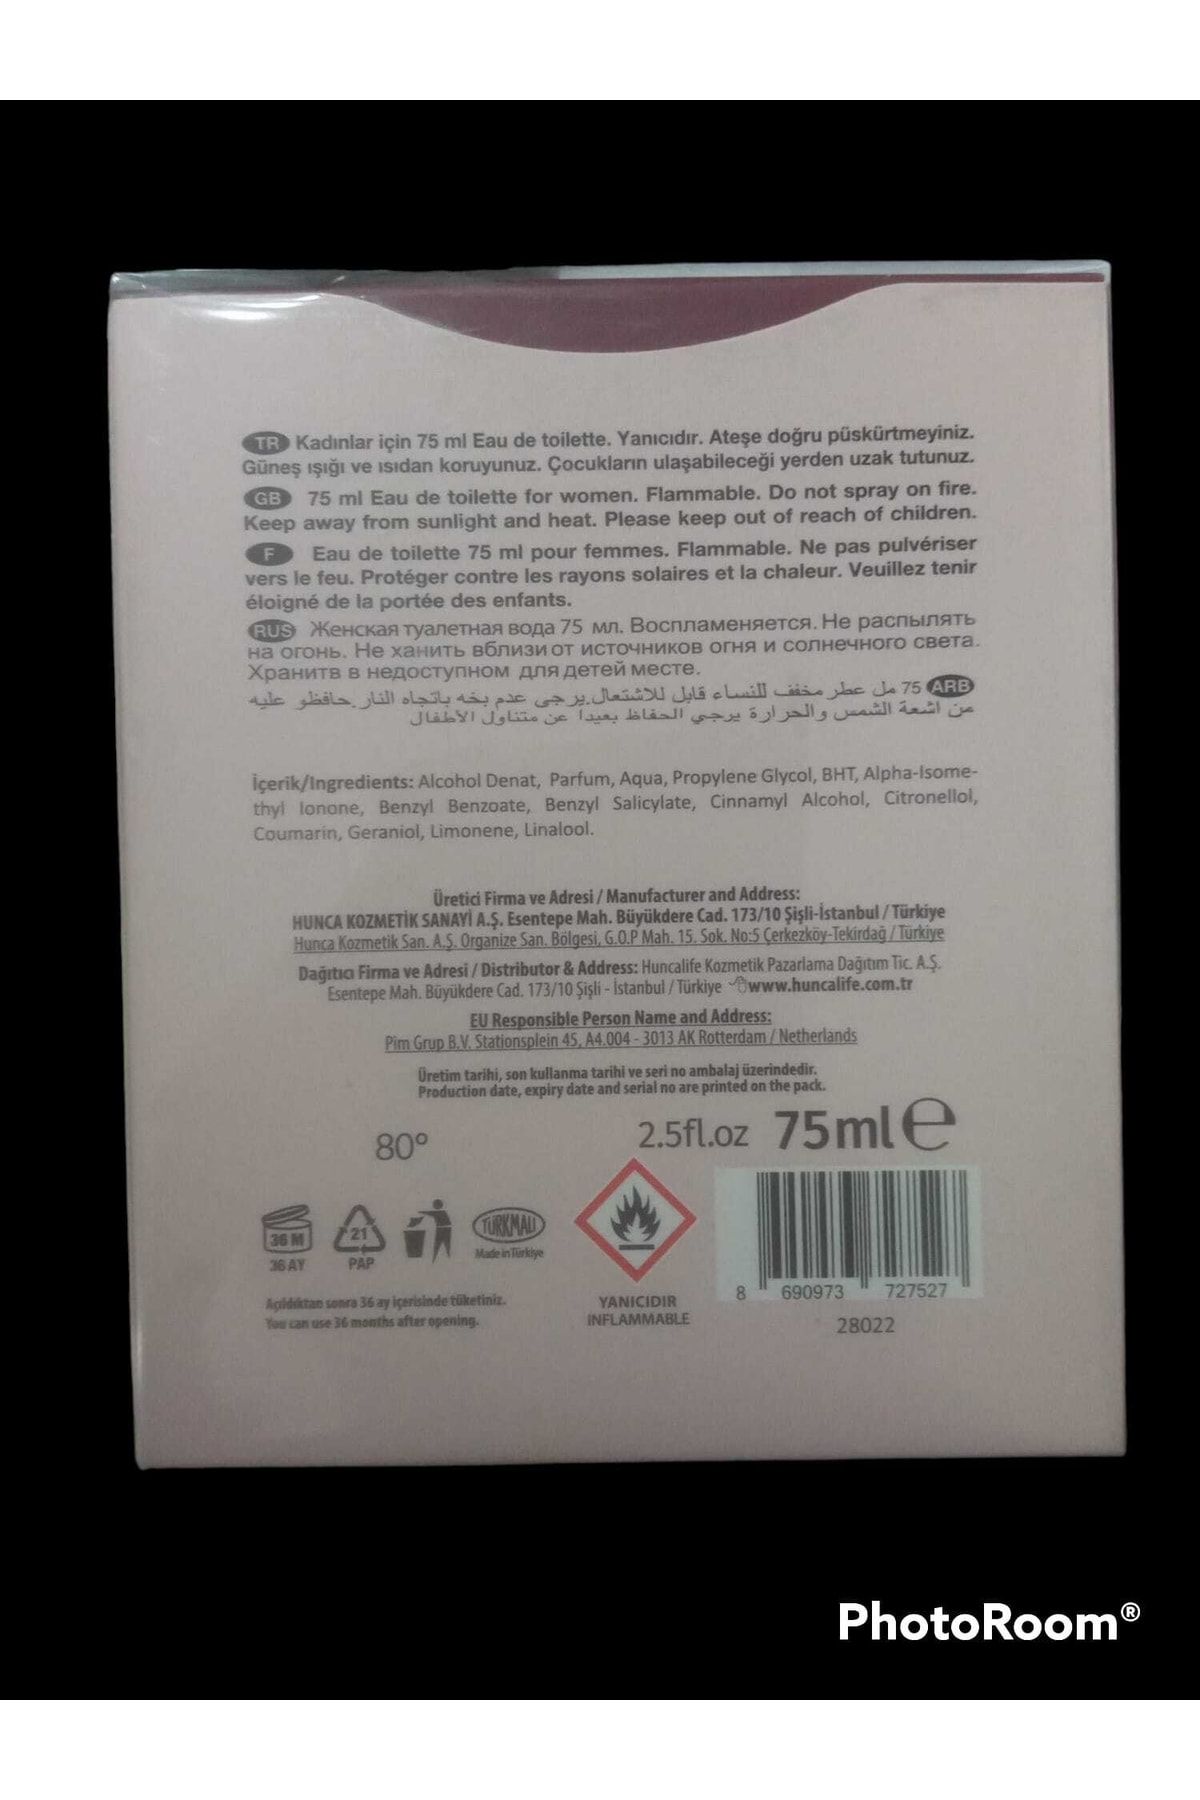 TR Kadınlar için 75 ml Eau de toilette. Yanıcıdır. Ateşe doğru püskürtmeyiniz.
Güneş ışığı ve ısıdan koruyunuz. Çocukların ulaşabileceği yerden uzak tutunuz.
GB 75 ml Eau de toilette for women. Flammable. Do not spray on fire.
Keep away from sunlight and heat. Please keep out of reach of children.
F Eau de toilette 75 ml pour femmes. Flammable. Ne pas pulvériser
vers le feu. Protéger contre les rayons solaires et la chaleur. Veuillez tenir
éloigné de la portée des enfants.
RUS Женская туалетная вода 75 мл. Воспламеняется. Не распылять
на огонь. Не ханить вблизи от источников огня и солнечного света.
Хранитв в недоступном для детей месте.
ARB 75 مل عطر مخفف للنساء قابل للاشتعال.يرجى عدم بخه باتجاه النار. حافظو عليه
من اشعة الشمس والحرارة يرجي الحفاظ بعيدا عن متناول الأطفال
İçerik/Ingredients: Alcohol Denat, Parfum, Aqua, Propylene Glycol, BHT, Alpha-Isome-
thyl Ionone, Benzyl Benzoate, Benzyl Salicylate, Cinnamyl Alcohol, Citronellol,
Coumarin, Geraniol, Limonene, Linalool.
Üretici Firma ve Adresi / Manufacturer and Address:
HUNCA KOZMETİK SANAYİ A.Ş. Esentepe Mah. Büyükdere Cad. 173/10 Şişli-İstanbul / Türkiye
Hunca Kozmetik San. A.Ş. Organize San. Bölgesi, G.O.P Mah. 15. Sok. No:5 Çerkezköy-Tekirdağ / Türkiye
Dağıtıcı Firma ve Adresi / Distributor & Address: Huncalife Kozmetik Pazarlama Dağıtım Tic. A.Ş.
Esentepe Mah. Büyükdere Cad. 173/10 Şişli - İstanbul / Türkiye www.huncalife.com.tr
EU Responsible Person Name and Address:
Pim Grup B.V. Stationsplein 45, A4.004 - 3013 AK Rotterdam / Netherlands
Üretim tarihi, son kullanma tarihi ve seri no ambalaj üzerindedir.
Production date, expiry date and serial no are printed on the pack.
80° 2.5fl.oz 75ml e
36 M 21 TÜRKMALI
36 AY PAP Made in Türkiye
Açıldıktan sonra 36 ay içerisinde tüketiniz.
You can use 36 months after opening.
YANICIDIR
INFLAMMABLE
8 690973 727527
28022
PhotoRoom®